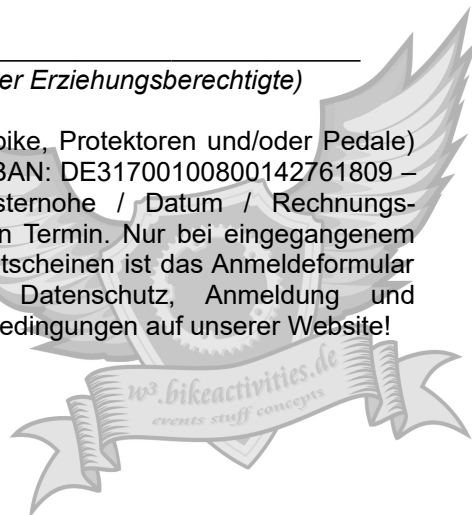 er Erziehungsberechtigte)
bike, Protektoren und/oder Pedale)
BAN: DE31700100800142761809 –
sternohe / Datum / Rechnungs-
n Termin. Nur bei eingegangenem
tscheinen ist das Anmeldeformular
Datenschutz, Anmeldung und
edingungen auf unserer Website!
w³.bikeactivities.de
events stuff concepts